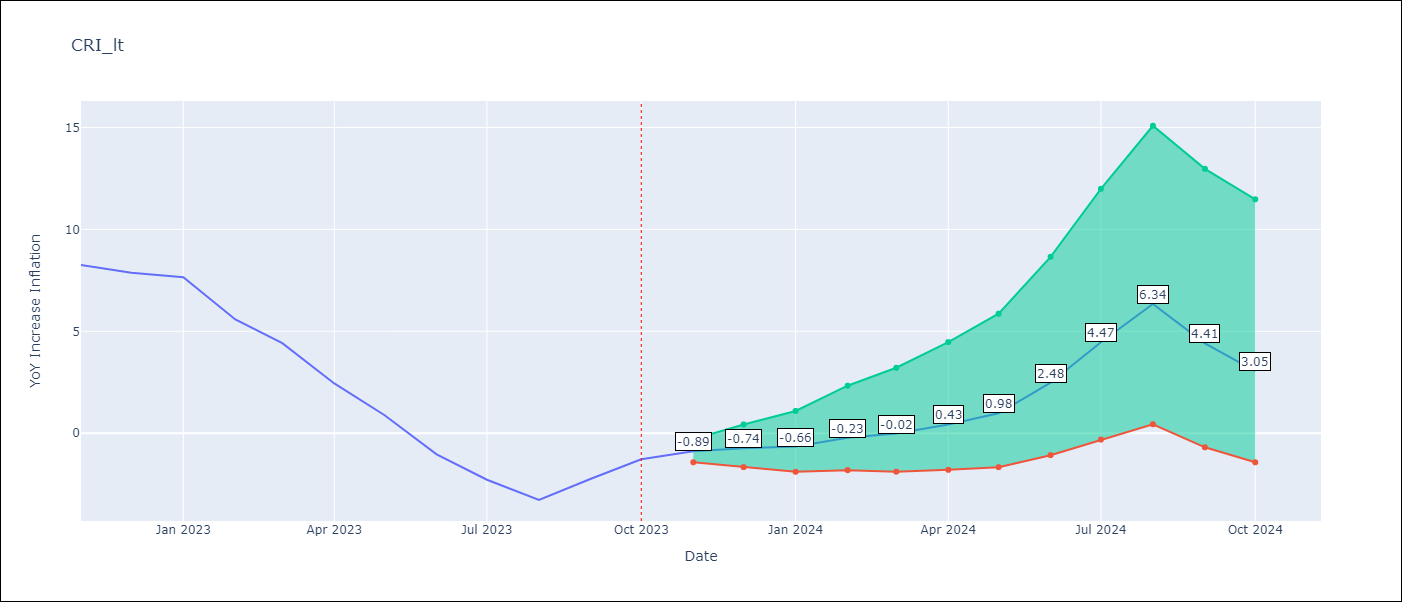 CRI_lt
YoY Increase Inflation
15
10
5
0
-0.89
-0.74
-0.66
-0.23
-0.02
0.43
0.98
2.48
4.47
6.34
4.41
3.05
Jan 2023
Apr 2023
Jul 2023
Oct 2023
Jan 2024
Apr 2024
Jul 2024
Oct 2024
Date